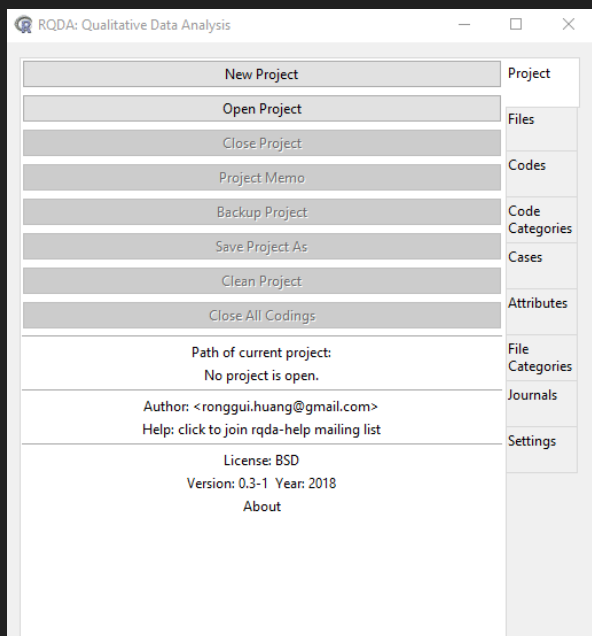 RQDA: Qualitative Data Analysis
New Project
Open Project
Close Project
Project Memo
Backup Project
Save Project As
Clean Project
Close All Codings
Path of current project:
No project is open.
Author: <ronggui.huang@gmail.com>
Help: click to join rqda-help mailing list
License: BSD
Version: 0.3-1 Year: 2018
About
Project
Files
Codes
Code
Categories
Cases
Attributes
File
Categories
Journals
Settings